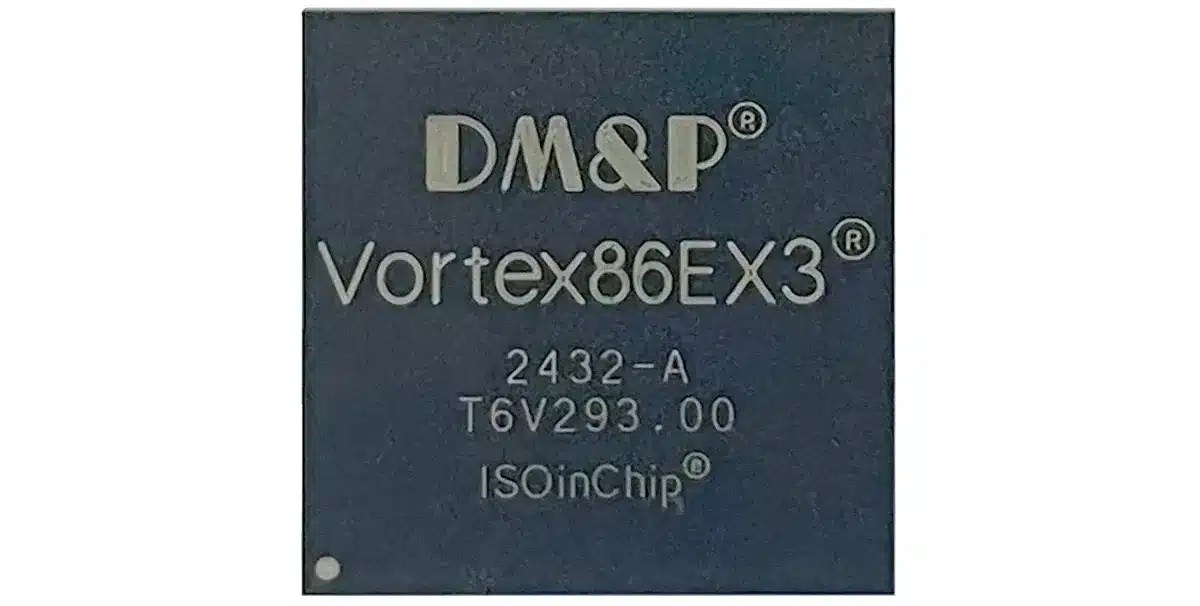 DM&P®
Vortex86EX3®
2432-A
T6V293.00
ISOinChip®